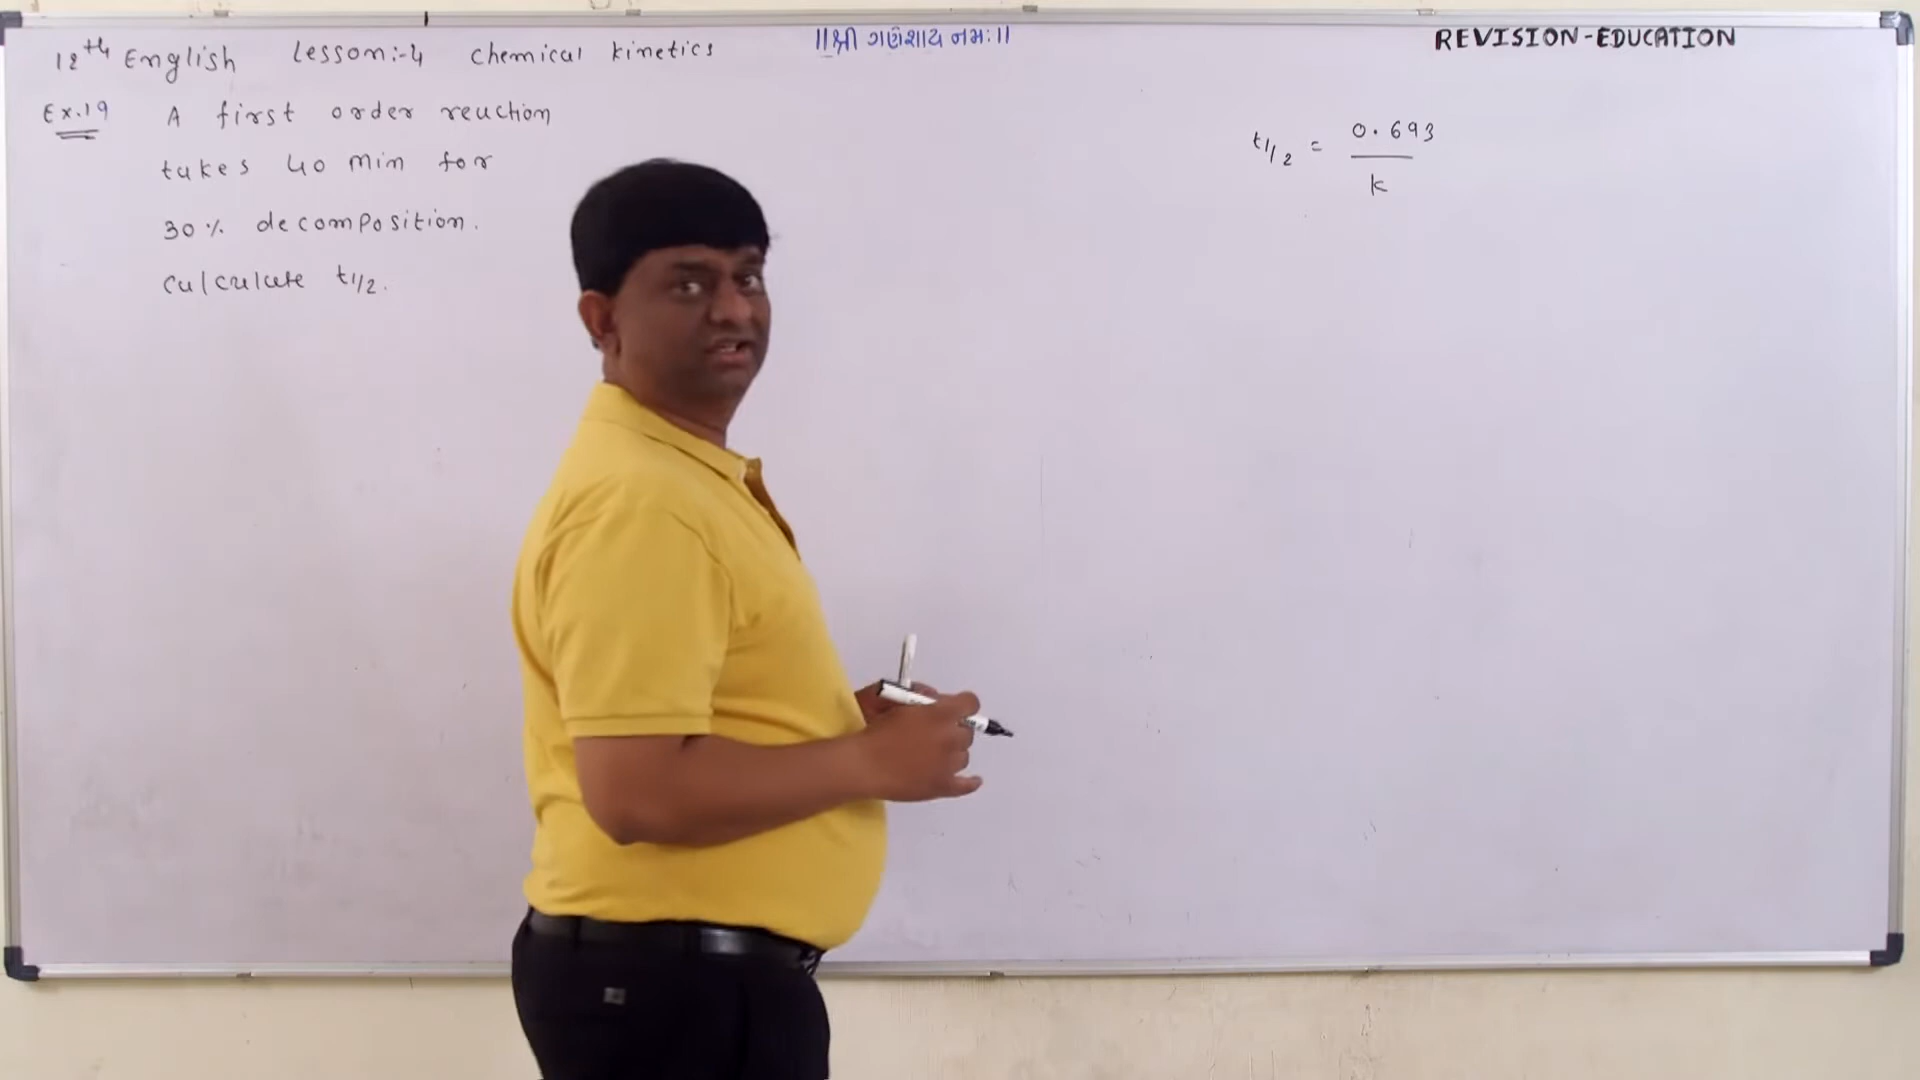 12th English Lesson:-4 Chemical kinetics
॥श्री ગણેશાય નમઃ॥
REVISION-EDUCATION
Ex.19 A first order reaction
takes 40 min for
30% decomposition.
Calculate t1/2.
t1/2 = 0.693
k